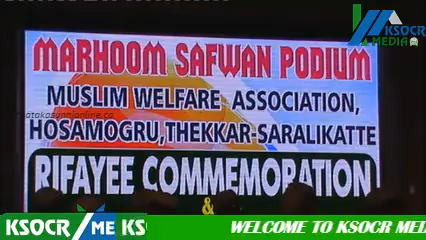 KSOCR
4 MEDIA
MARHOOM SAFWAN PODIUM
MUSLIM WELFARE ASSOCIATION,
HOSAMOGRU,THEKKAR-SARALIKATTE
RIFAYEE COMMEMORATION
&
KSOCR ME KS
WELCOME TO KSOCR MED